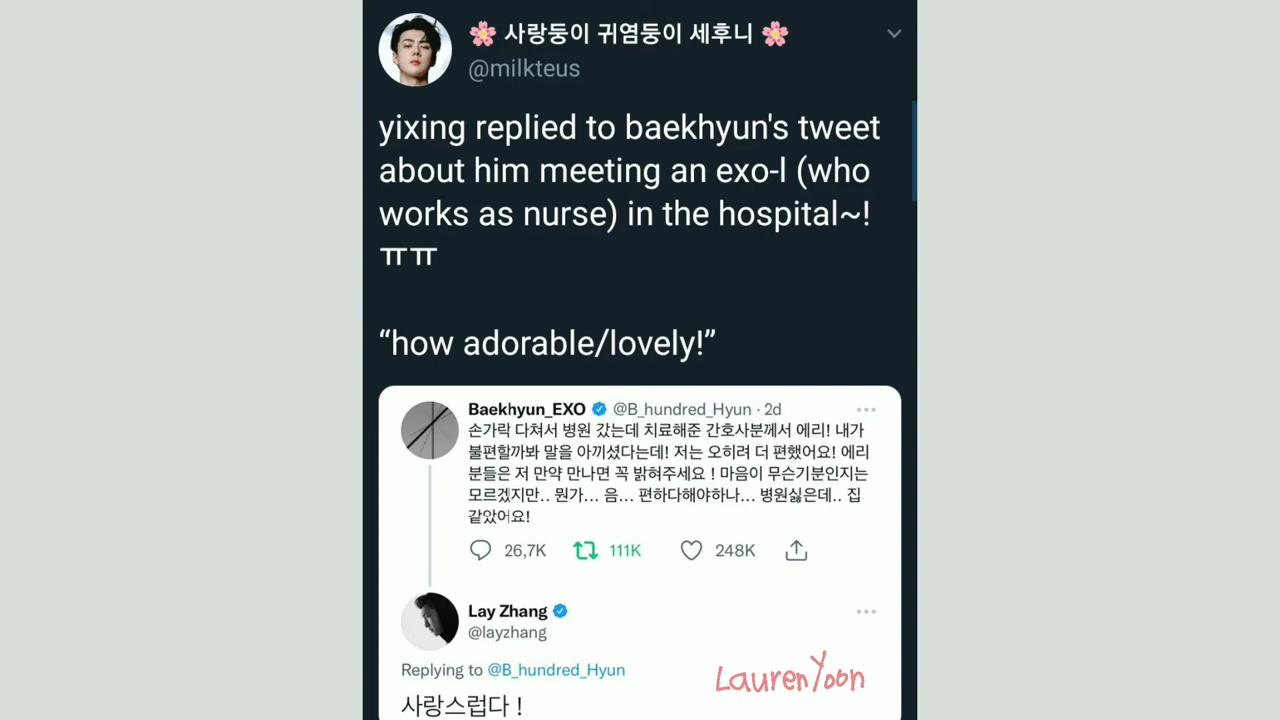 🌸 사랑둥이 귀염둥이 세후니 🌸
@milkteus
yixing replied to baekhyun's tweet
about him meeting an exo-l (who
works as nurse) in the hospital~!
ㅠㅠ
“how adorable/lovely!”
Baekhyun_EXO @B_hundred_Hyun · 2d
손가락 다쳐서 병원 갔는데 치료해준 간호사분께서 에리! 내가
불편할까봐 말을 아끼셨다는데! 저는 오히려 더 편했어요! 에리
분들은 저 만약 만나면 꼭 밝혀주세요 ! 마음이 무슨기분인지는
모르겠지만.. 뭔가... 음... 편하다해야하나... 병원싫은데.. 집
같았어요!
26,7K 111K 248K
Lay Zhang
@layzhang
Replying to @B_hundred_Hyun
사랑스럽다 !
LaurenYoon